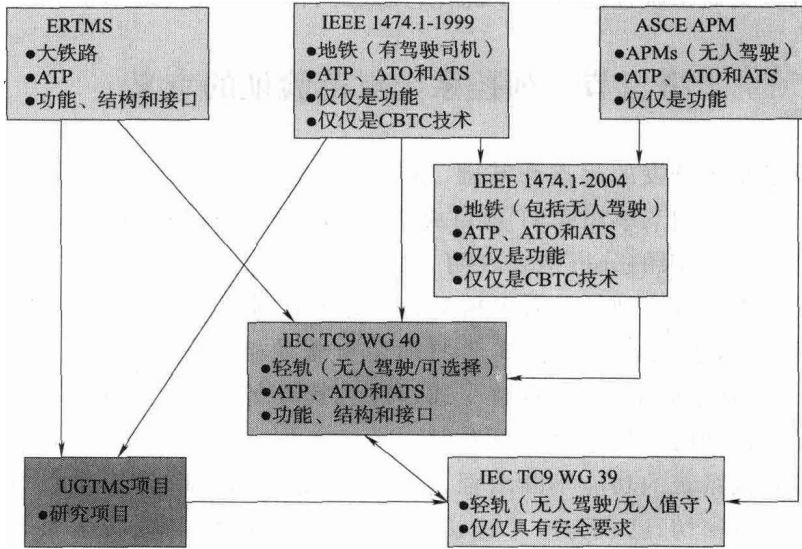 ERTMS
●大铁路
●ATP
●功能、结构和接口
IEEE 1474.1-1999
●地铁（有驾驶司机）
●ATP、ATO和ATS
●仅仅是功能
●仅仅是CBTC技术
ASCE APM
●APMs（无人驾驶）
●ATP、ATO和ATS
●仅仅是功能
IEEE 1474.1-2004
●地铁（包括无人驾驶）
●ATP、ATO和ATS
●仅仅是功能
●仅仅是CBTC技术
IEC TC9 WG 40
●轻轨（无人驾驶/可选择）
●ATP、ATO和ATS
●功能、结构和接口
UGTMS项目
●研究项目
IEC TC9 WG 39
●轻轨（无人驾驶/无人值守）
●仅仅具有安全要求